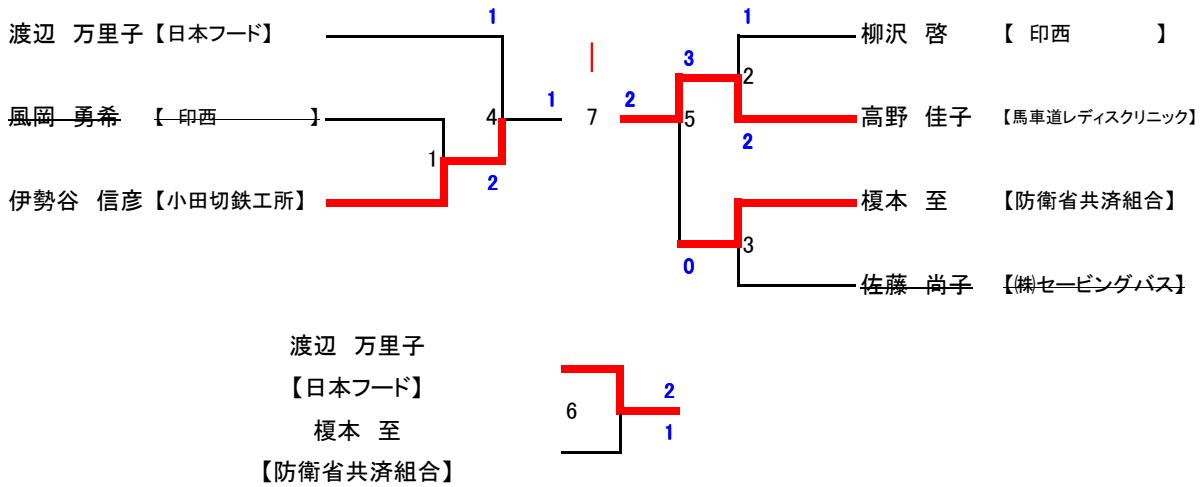 1 1
渡辺 万里子 【日本フード】 柳沢 啓 【 印西 】
3 2
風岡 勇希 【 印西 】 4 1 7 2 5 高野 佳子 【馬車道レディスクリニック】
1 2
2
伊勢谷 信彦 【小田切鉄工所】 榎本 至 【防衛省共済組合】
3
0
佐藤 尚子 【㈱セービングバス】
渡辺 万里子
【日本フード】 2
6
榎本 至 1
【防衛省共済組合】